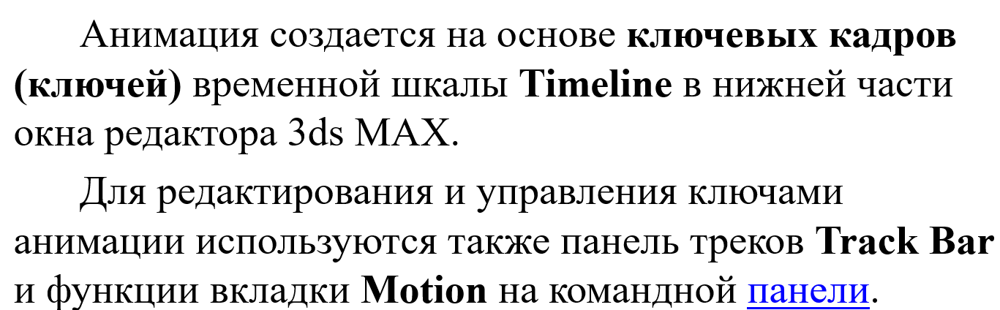 Анимация создается на основе ключевых кадров
(ключей) временной шкалы Timeline в нижней части
окна редактора 3ds MAX.
Для редактирования и управления ключами
анимации используются также панель треков Track Bar
и функции вкладки Motion на командной панели.